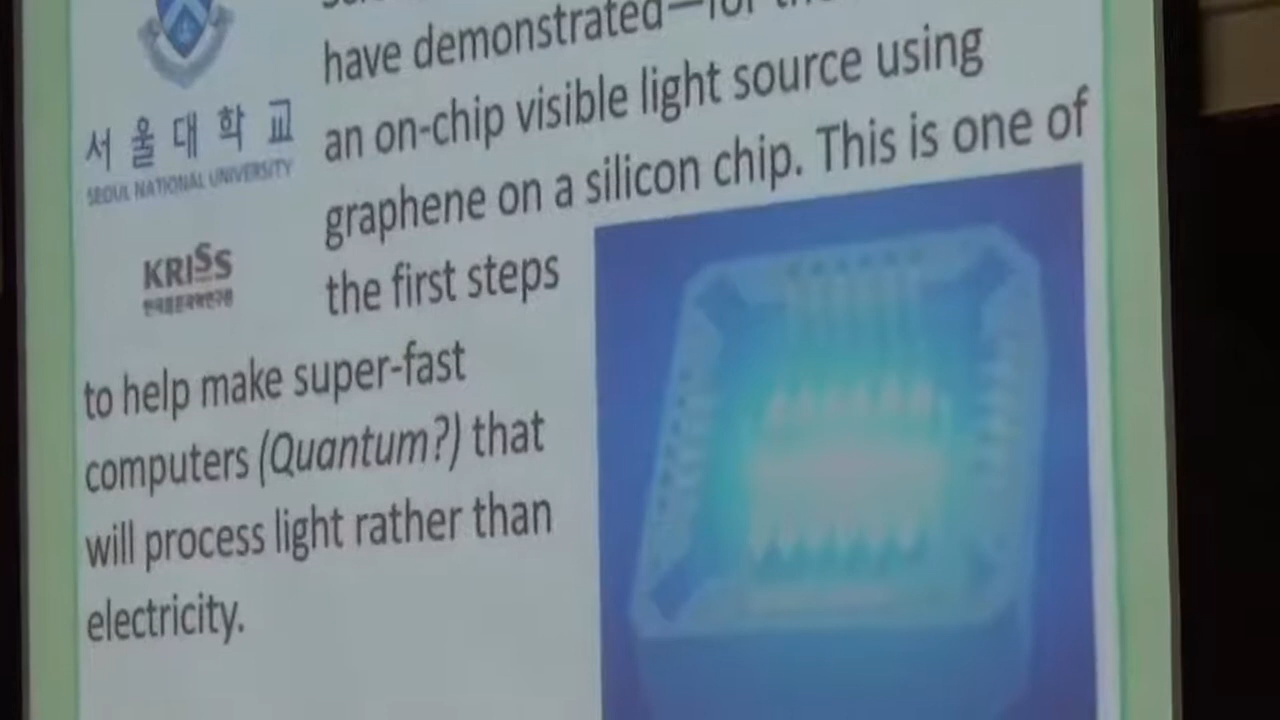 have demonstrated—for
an on-chip visible light source using
graphene on a silicon chip. This is one of
the first steps
to help make super-fast
computers (Quantum?) that
will process light rather than
electricity.
서울대학교
SEOUL NATIONAL UNIVERSITY
KRISS